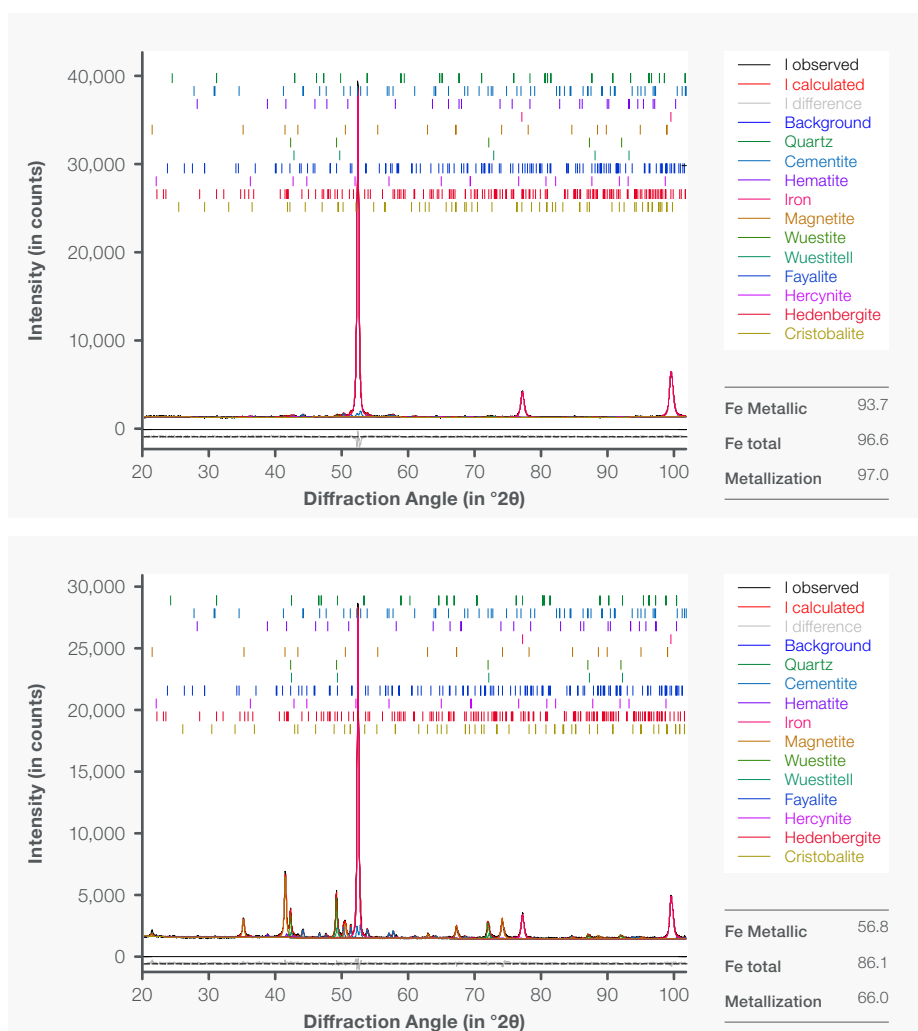 40,000
30,000
20,000
10,000
0
Intensity (in counts)
20 30 40 50 60 70 80 90 100
Diffraction Angle (in °2θ)
I observed
I calculated
I difference
Background
Quartz
Cementite
Hematite
Iron
Magnetite
Wuestite
Wuestitell
Fayalite
Hercynite
Hedenbergite
Cristobalite
Fe Metallic 93.7
Fe total 96.6
Metallization 97.0
30,000
25,000
20,000
15,000
10,000
5,000
0
Intensity (in counts)
20 30 40 50 60 70 80 90 100
Diffraction Angle (in °2θ)
I observed
I calculated
I difference
Background
Quartz
Cementite
Hematite
Iron
Magnetite
Wuestite
Wuestitell
Fayalite
Hercynite
Hedenbergite
Cristobalite
Fe Metallic 56.8
Fe total 86.1
Metallization 66.0